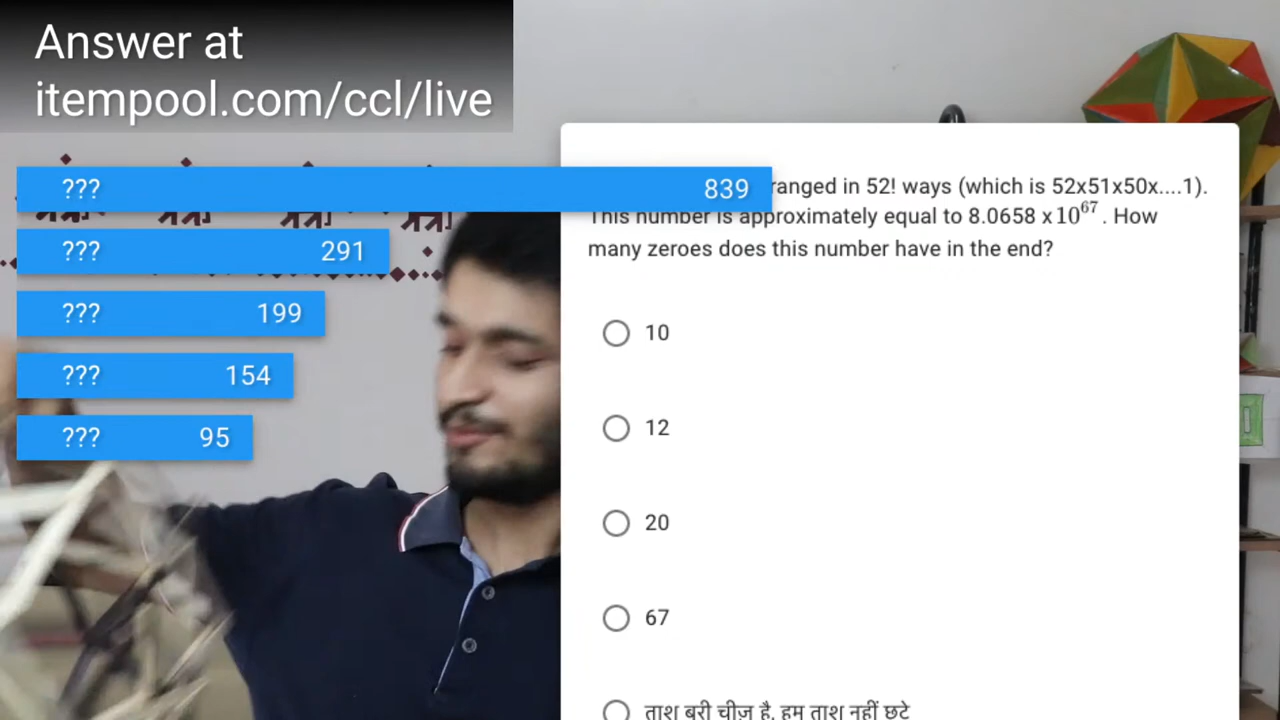 Answer at
itempool.com/ccl/live
??? 839
??? 291
??? 199
??? 154
??? 95
ranged in 52! ways (which is 52x51x50x....1).
This number is approximately equal to 8.0658 x 10^67 . How
many zeroes does this number have in the end?
10
12
20
67
ताश बुरी चीज़ है, हम ताश नहीं छूते